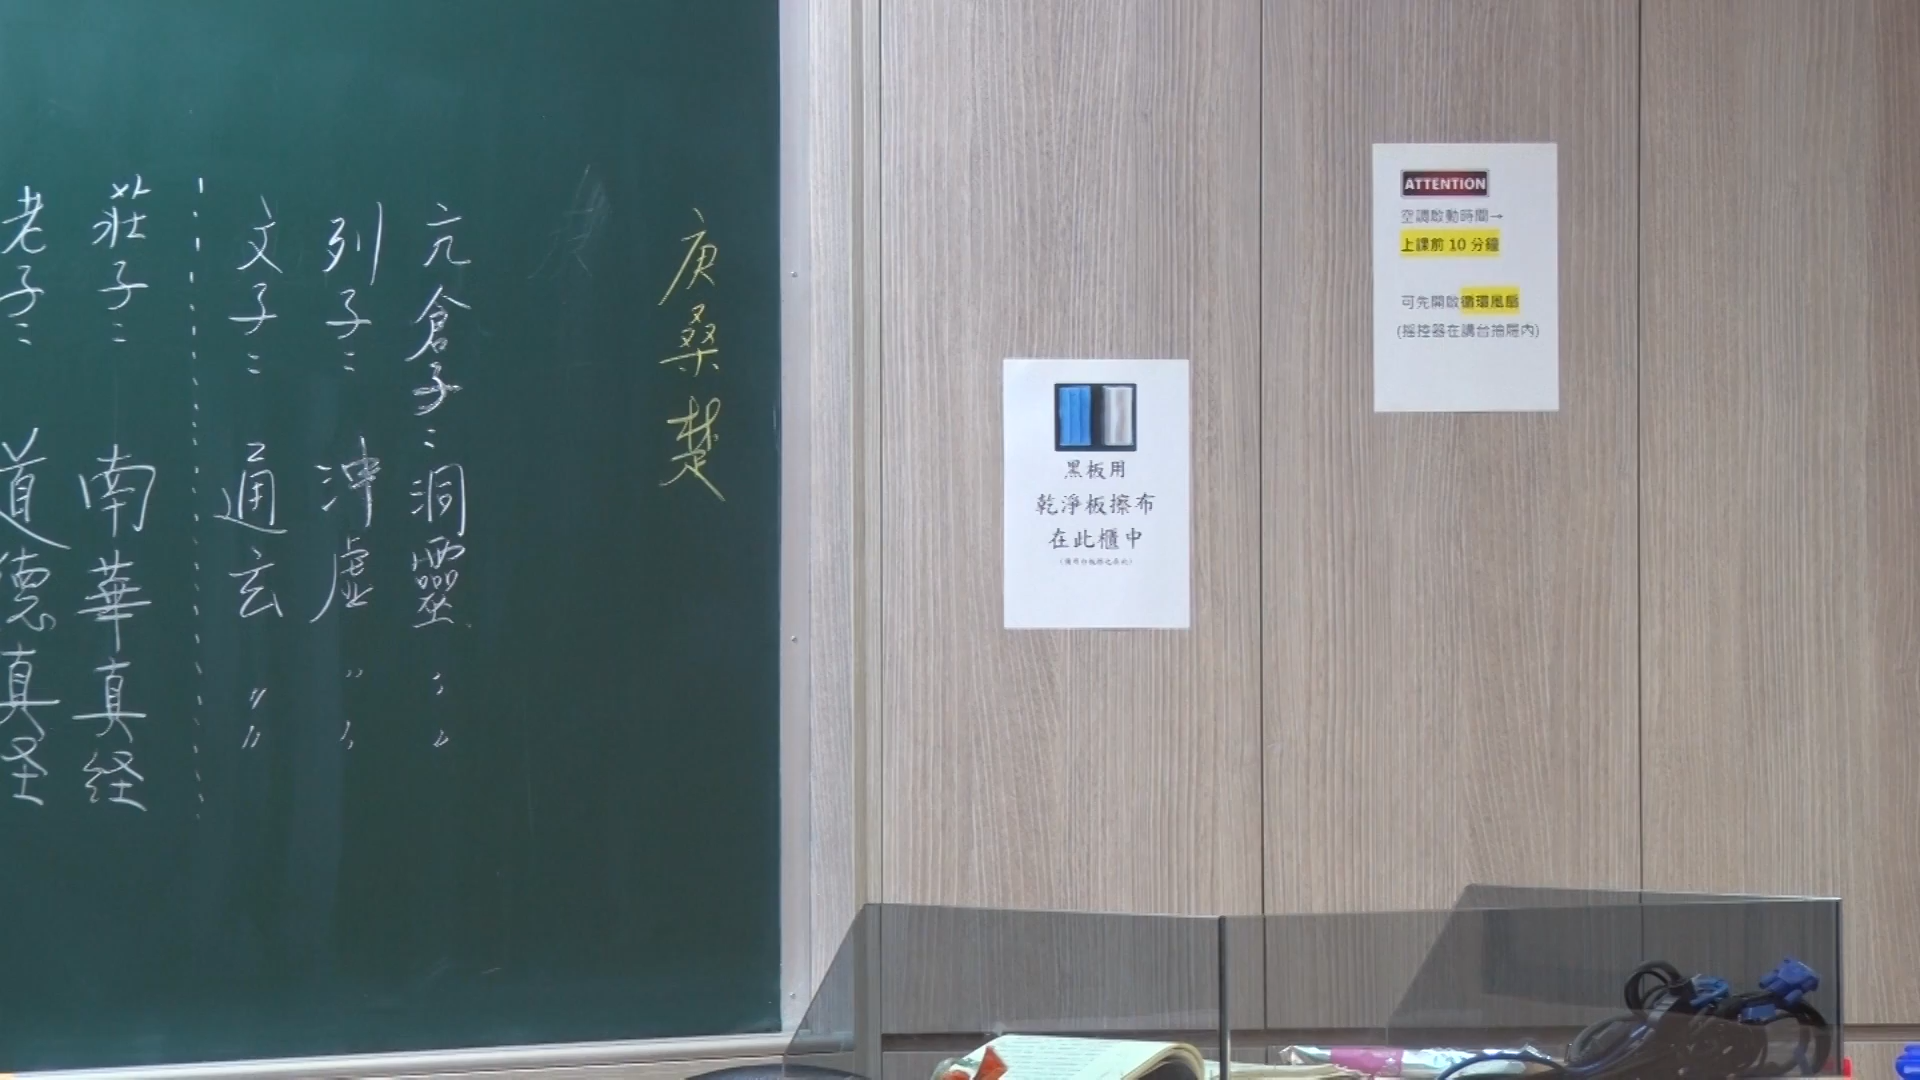 庚桑楚
亢倉子：洞靈〃〃
列子：沖虛〃〃
文子：通玄〃〃
莊子：南華真経
老子：道德真圣
黑板用
乾淨板擦布
在此櫃中
ATTENTION
空調啟動時間→
上課前 10 分鐘
可先開啟循環風扇
(搖控器在講台抽屜內)